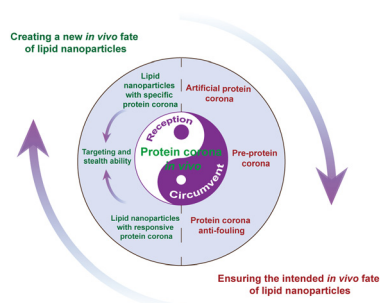 Creating a new in vivo fate
of lipid nanoparticles
Lipid
nanoparticles
with specific
protein corona
Artificial protein
corona
Reception
Targeting and
stealth ability
Protein corona
in vivo
Pre-protein
corona
Circumvent
Lipid nanoparticles
with responsive
protein corona
Protein corona
anti-fouling
Ensuring the intended in vivo fate
of lipid nanoparticles